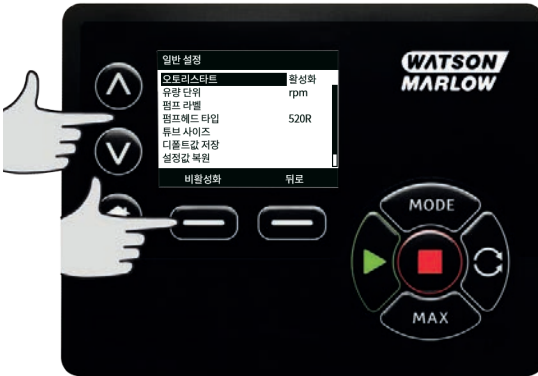 일반 설정
오토리스타트 활성화
유량 단위 rpm
펌프 라벨
펌프헤드 타입 520R
튜브 사이즈
디폴트값 저장
설정값 복원
비활성화 뒤로
WATSON
MARLOW
MODE
MAX